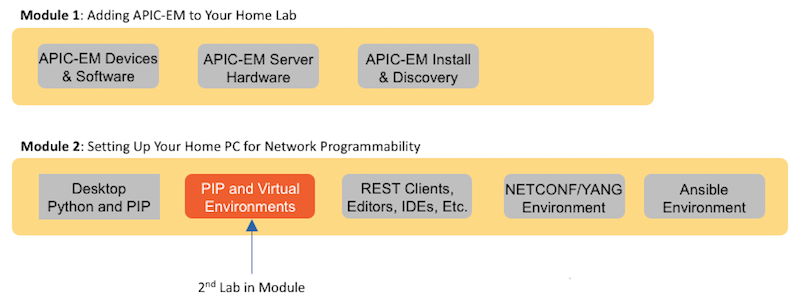 Module 1: Adding APIC-EM to Your Home Lab
APIC-EM Devices
& Software
APIC-EM Server
Hardware
APIC-EM Install
& Discovery
Module 2: Setting Up Your Home PC for Network Programmability
Desktop
Python and PIP
PIP and Virtual
Environments
REST Clients,
Editors, IDEs, Etc.
NETCONF/YANG
Environment
Ansible
Environment
2nd Lab in Module